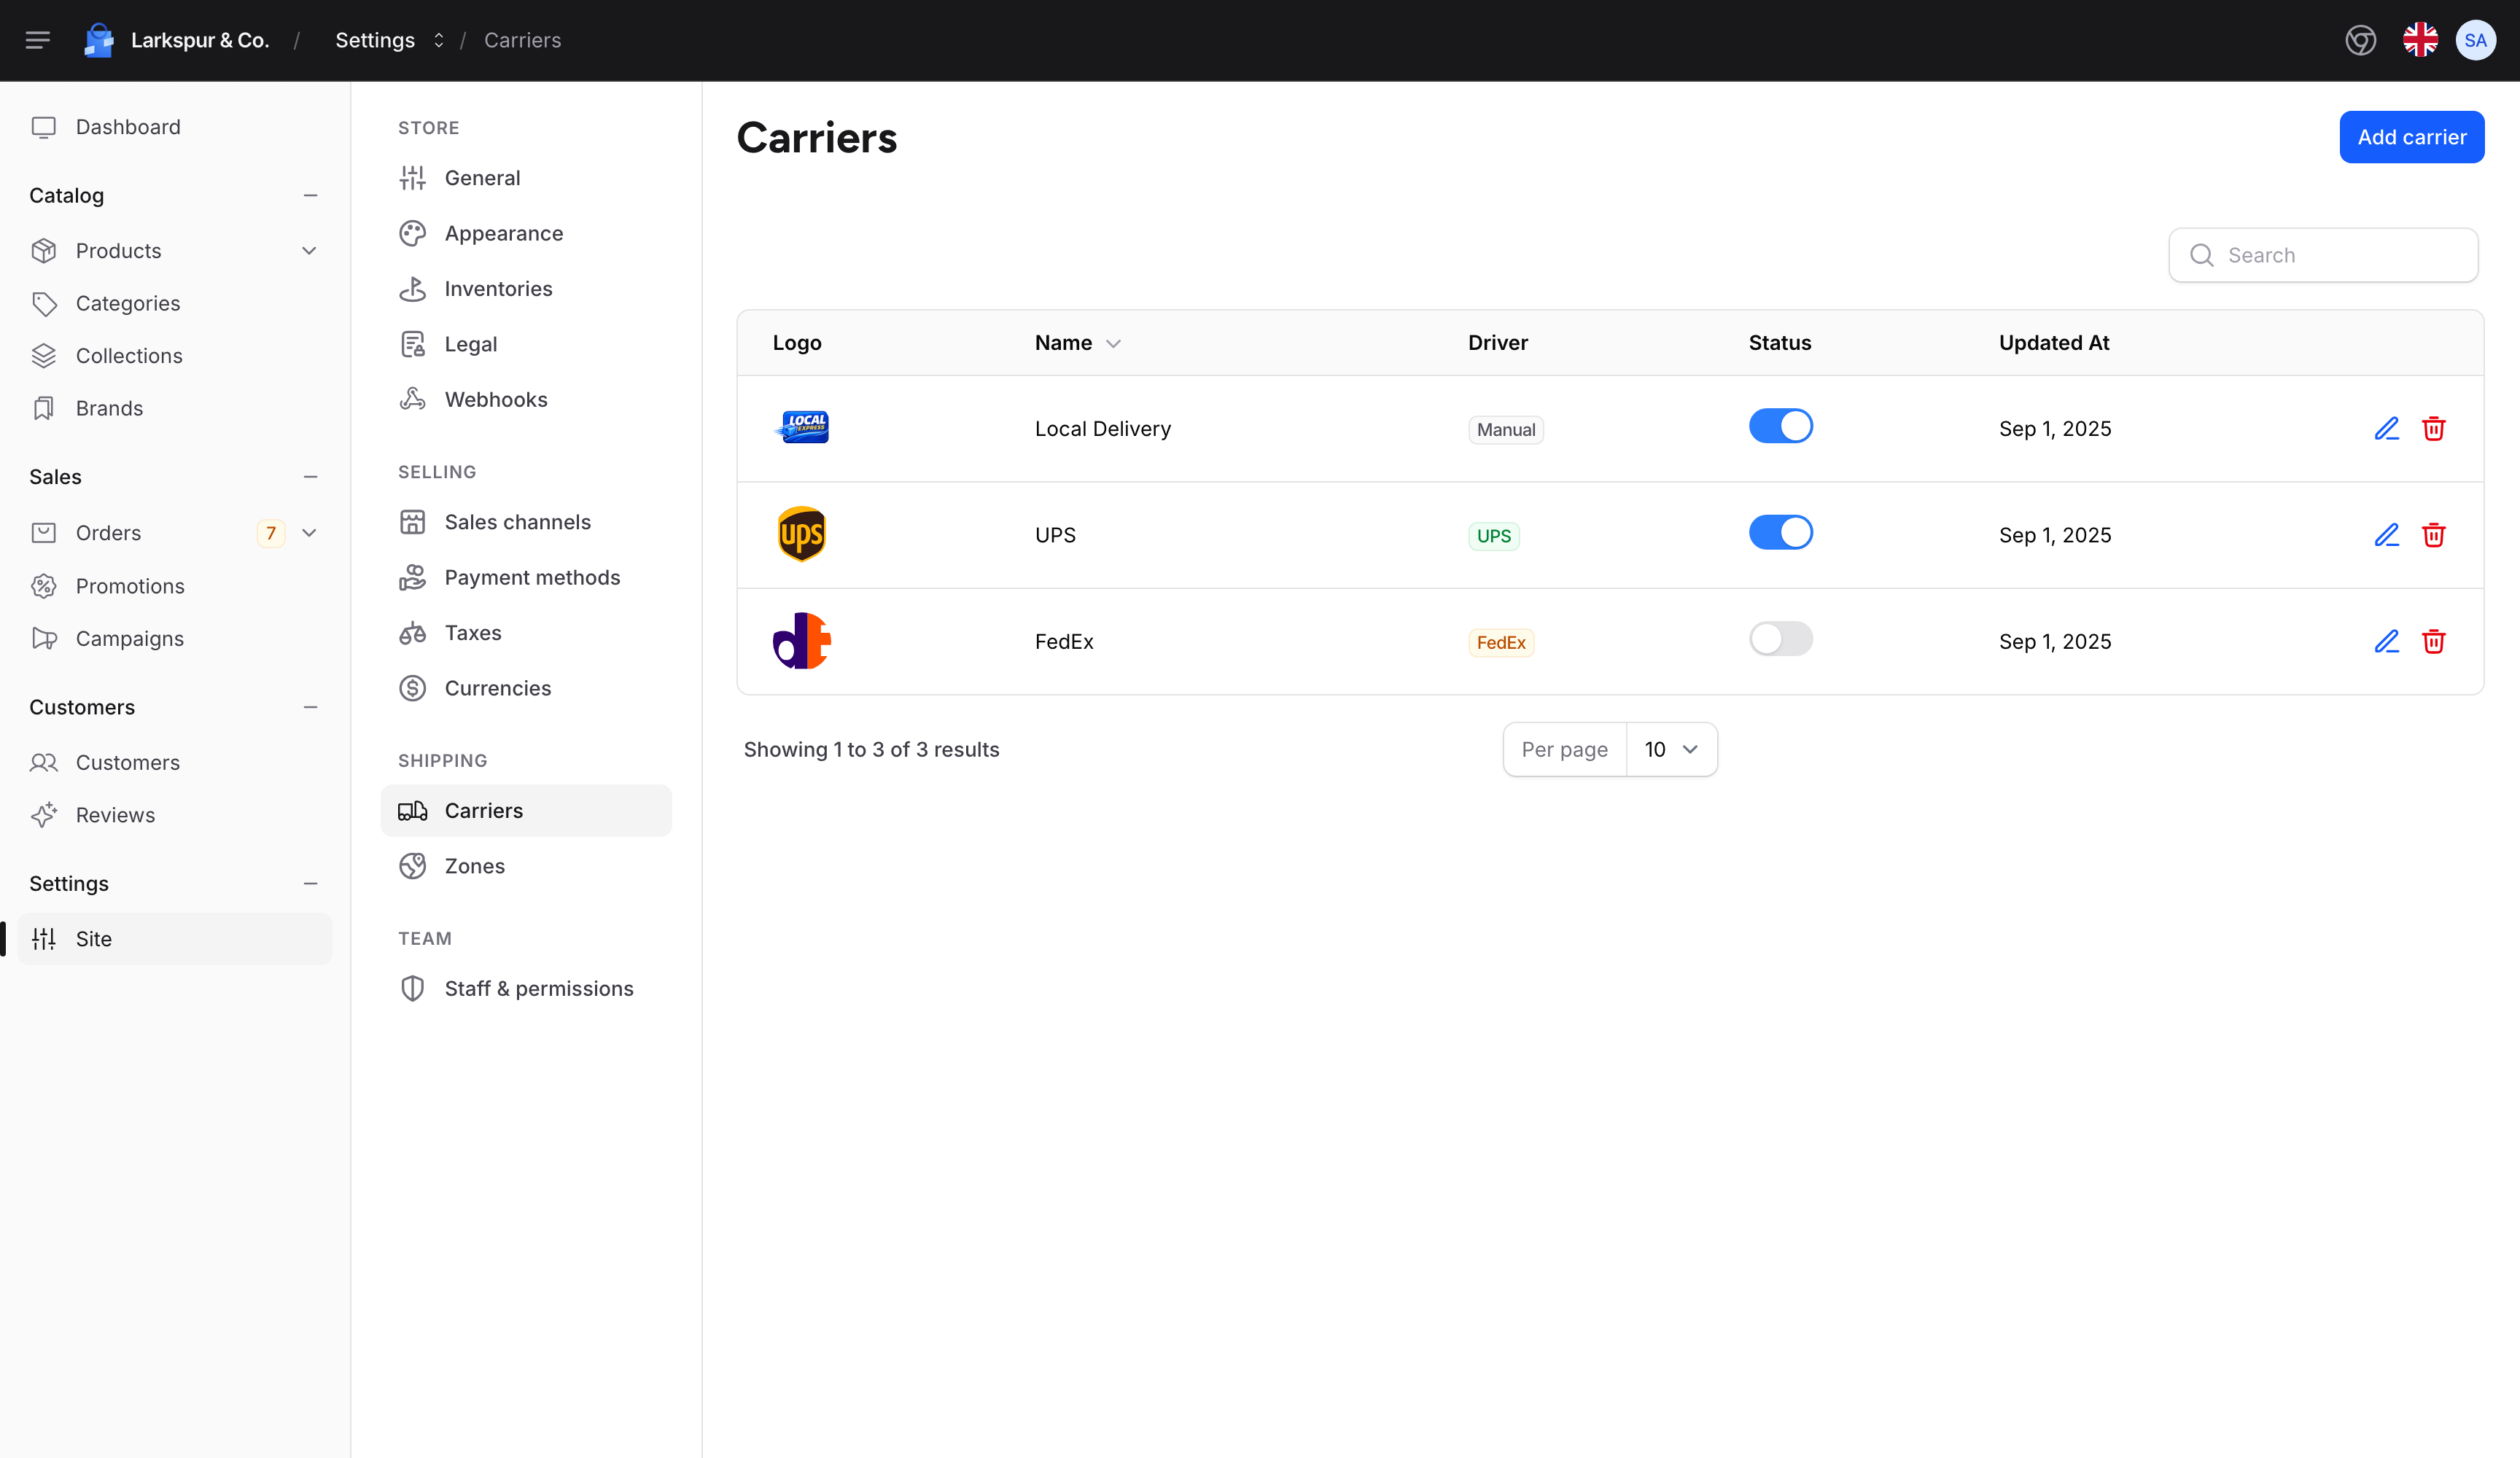 Larkspur & Co. / Settings / Carriers
SA
Dashboard
Catalog
Products
Categories
Collections
Brands
Sales
Orders 7
Promotions
Campaigns
Customers
Customers
Reviews
Settings
Site
STORE
General
Appearance
Inventories
Legal
Webhooks
SELLING
Sales channels
Payment methods
Taxes
Currencies
SHIPPING
Carriers
Zones
TEAM
Staff & permissions
Carriers
Add carrier
Search
Logo Name Driver Status Updated At
LOCAL
EXPRESS
Local Delivery Manual Sep 1, 2025
ups
UPS UPS Sep 1, 2025
FedEx FedEx Sep 1, 2025
Showing 1 to 3 of 3 results
Per page 10